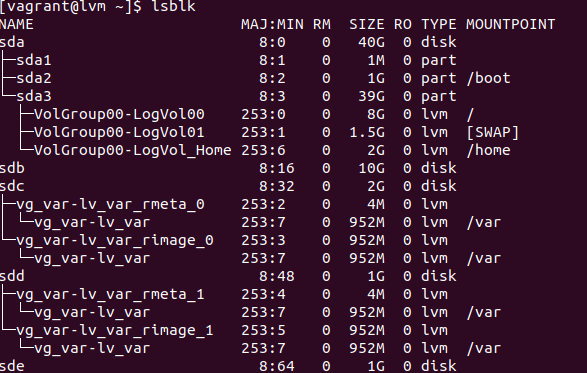 [vagrant@lvm ~]$ lsblk
NAME                       MAJ:MIN RM  SIZE RO TYPE MOUNTPOINT
sda                          8:0    0   40G  0 disk
├─sda1                       8:1    0    1M  0 part
├─sda2                       8:2    0    1G  0 part /boot
└─sda3                       8:3    0   39G  0 part
  ├─VolGroup00-LogVol00    253:0    0    8G  0 lvm  /
  ├─VolGroup00-LogVol01    253:1    0  1.5G  0 lvm  [SWAP]
  └─VolGroup00-LogVol_Home 253:6    0    2G  0 lvm  /home
sdb                          8:16   0   10G  0 disk
sdc                          8:32   0    2G  0 disk
├─vg_var-lv_var_rmeta_0    253:2    0    4M  0 lvm
│ └─vg_var-lv_var          253:7    0  952M  0 lvm  /var
└─vg_var-lv_var_rimage_0   253:3    0  952M  0 lvm
  └─vg_var-lv_var          253:7    0  952M  0 lvm  /var
sdd                          8:48   0    1G  0 disk
├─vg_var-lv_var_rmeta_1    253:4    0    4M  0 lvm
│ └─vg_var-lv_var          253:7    0  952M  0 lvm  /var
└─vg_var-lv_var_rimage_1   253:5    0  952M  0 lvm
  └─vg_var-lv_var          253:7    0  952M  0 lvm  /var
sde                          8:64   0    1G  0 disk